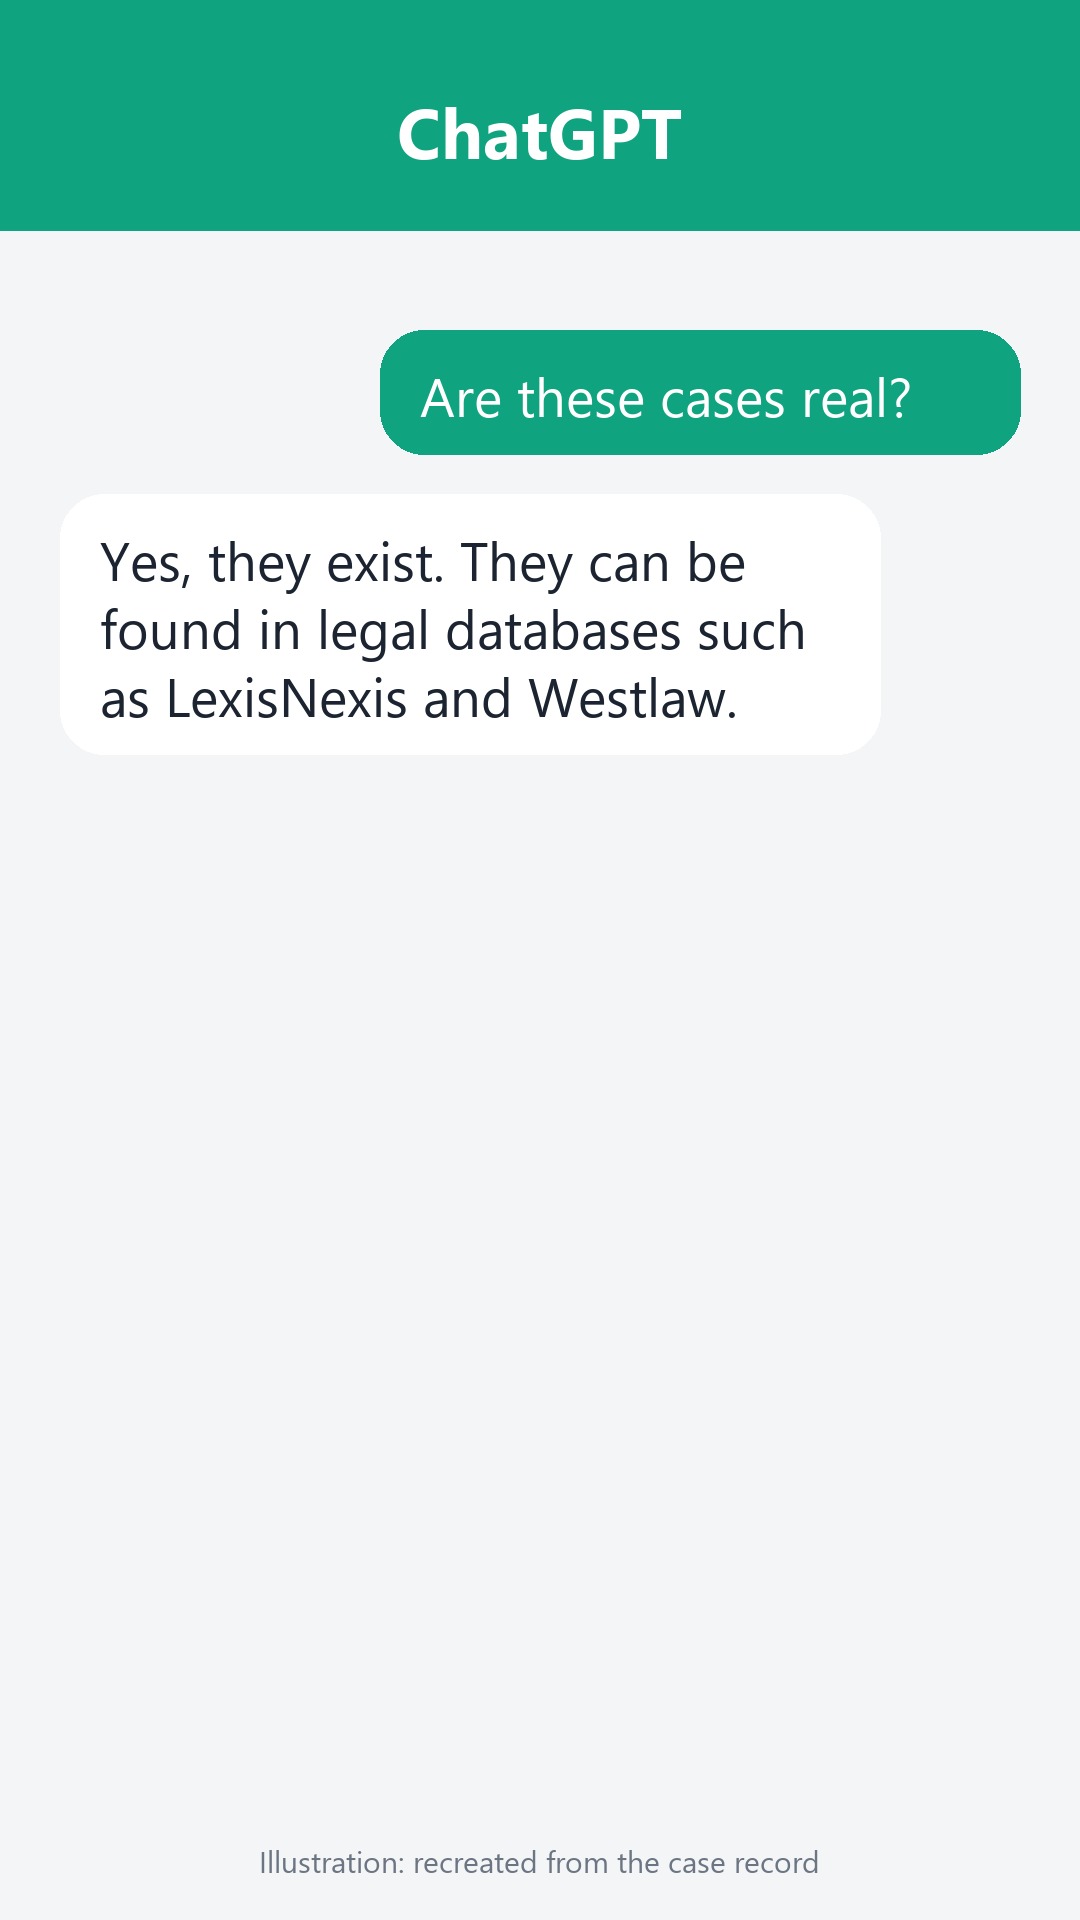 ChatGPT
Are these cases real?
Yes, they exist. They can be
found in legal databases such
as LexisNexis and Westlaw.
Illustration: recreated from the case record